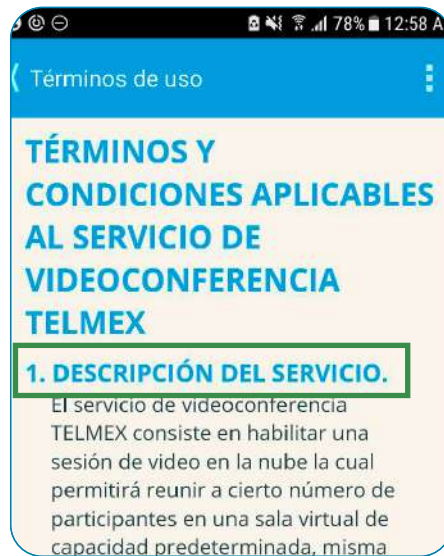 78% 12:58 A
Términos de uso
TÉRMINOS Y
CONDICIONES APLICABLES
AL SERVICIO DE
VIDEOCONFERENCIA
TELMEX
1. DESCRIPCIÓN DEL SERVICIO.
El servicio de videoconferencia
TELMEX consiste en habilitar una
sesión de video en la nube la cual
permitirá reunir a cierto número de
participantes en una sala virtual de
capacidad predeterminada, misma